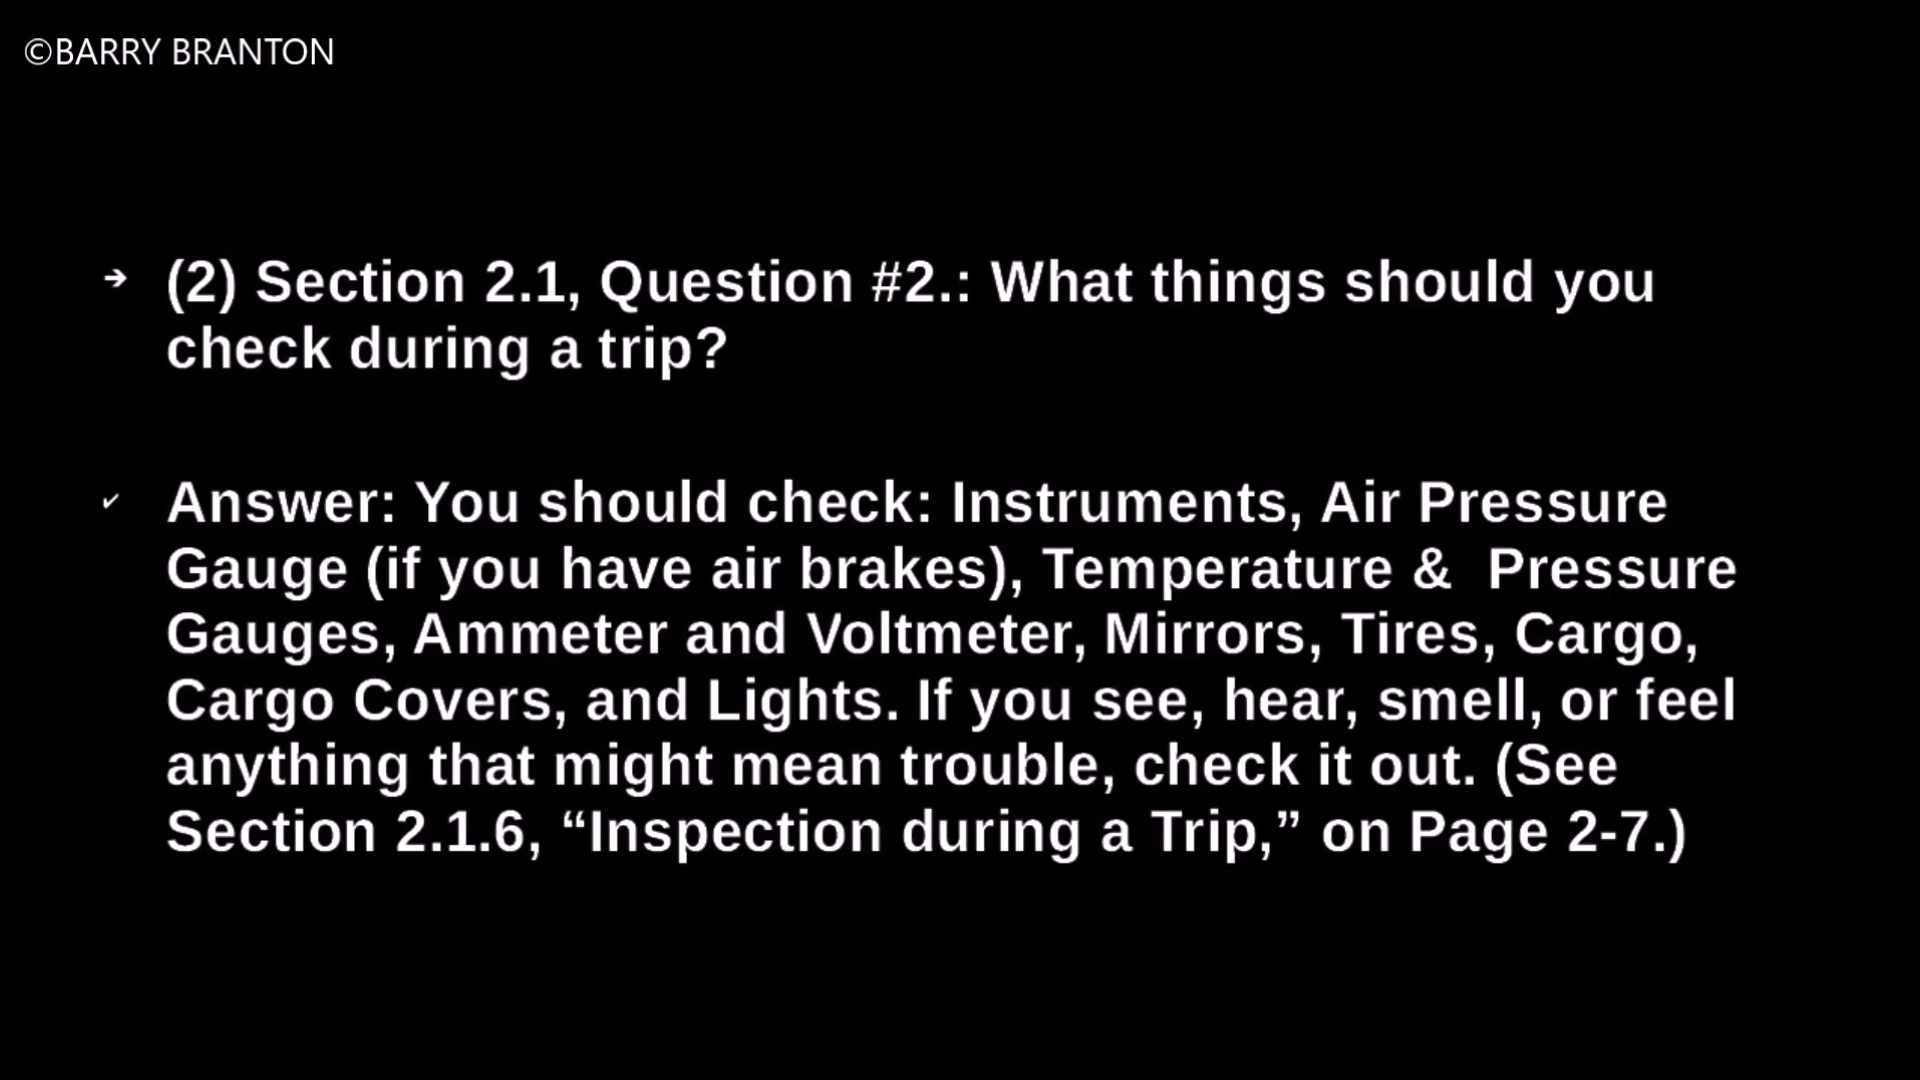 ©BARRY BRANTON
➔ (2) Section 2.1, Question #2.: What things should you
check during a trip?
✔ Answer: You should check: Instruments, Air Pressure
Gauge (if you have air brakes), Temperature &  Pressure
Gauges, Ammeter and Voltmeter, Mirrors, Tires, Cargo,
Cargo Covers, and Lights. If you see, hear, smell, or feel
anything that might mean trouble, check it out. (See
Section 2.1.6, “Inspection during a Trip,” on Page 2-7.)